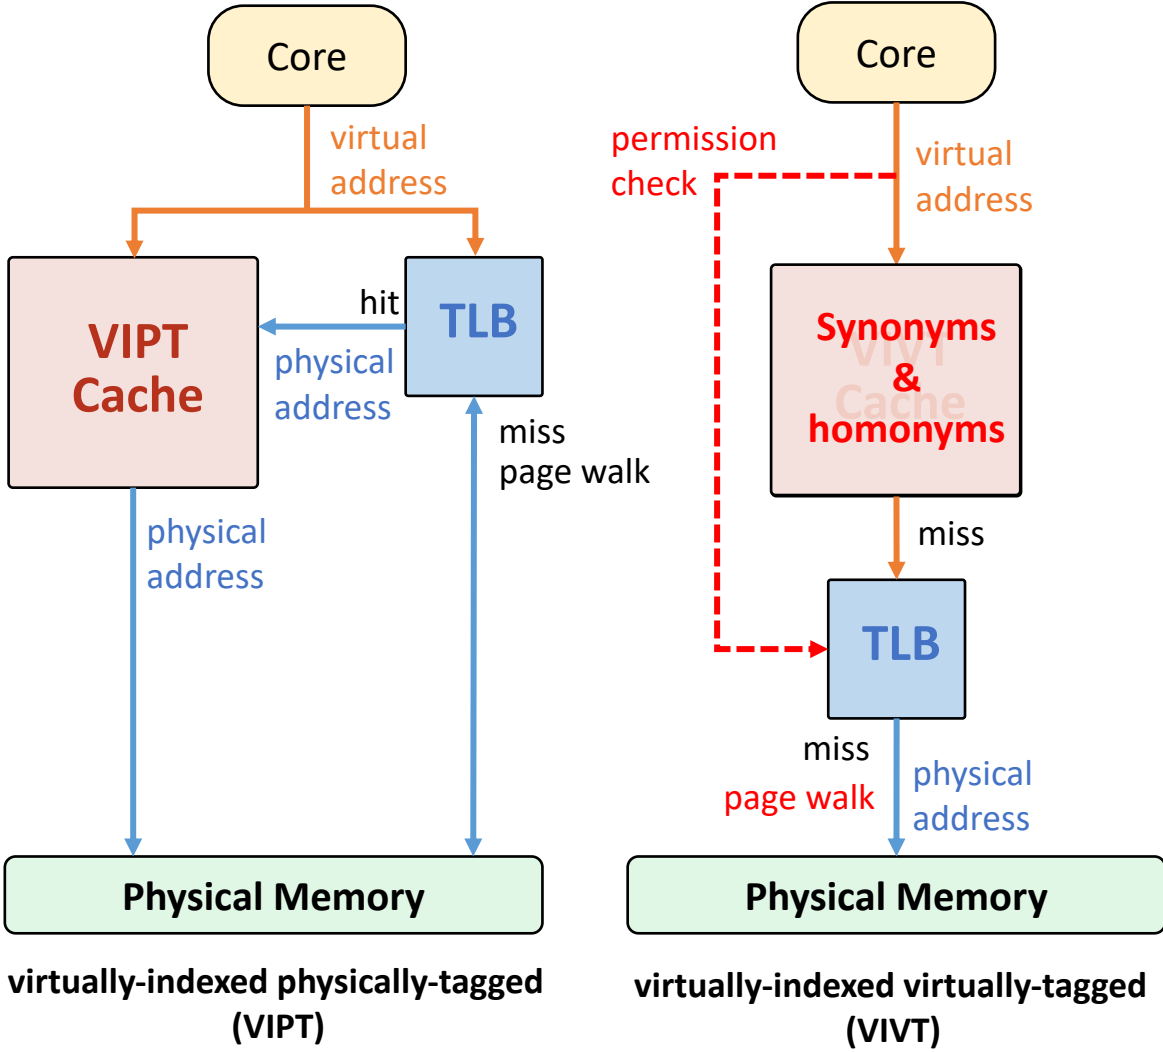 Core
virtual
address
VIPT
Cache
hit
TLB
physical
address
miss
page walk
physical
address
Physical Memory
virtually-indexed physically-tagged
(VIPT)
Core
permission
check
virtual
address
VIVT
Cache
Synonyms
&
homonyms
miss
TLB
miss
page walk
physical
address
Physical Memory
virtually-indexed virtually-tagged
(VIVT)